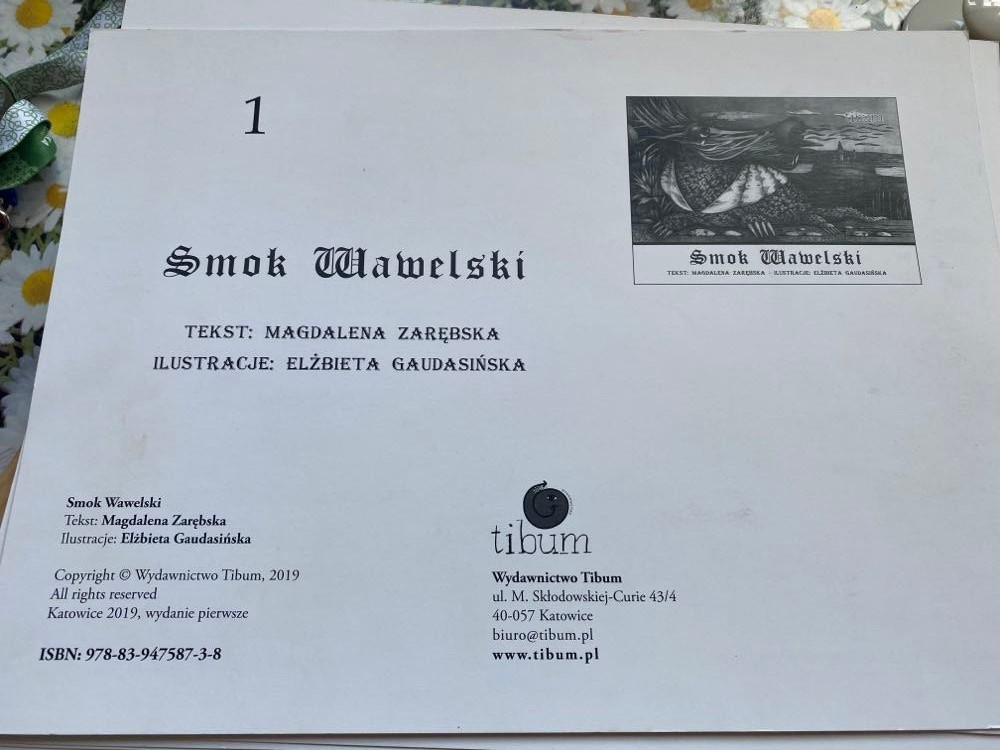 1
Smok Wawelski
TEKST: MAGDALENA ZARĘBSKA
ILUSTRACJE: ELŻBIETA GAUDASIŃSKA
tibum
Smok Wawelski
TEKST: MAGDALENA ZARĘBSKA - ILUSTRACJE: ELŻBIETA GAUDASIŃSKA
Smok Wawelski
Tekst: Magdalena Zarębska
Ilustracje: Elżbieta Gaudasińska
Copyright © Wydawnictwo Tibum, 2019
All rights reserved
Katowice 2019, wydanie pierwsze
ISBN: 978-83-947587-3-8
tibum
Wydawnictwo Tibum
ul. M. Skłodowskiej-Curie 43/4
40-057 Katowice
biuro@tibum.pl
www.tibum.pl